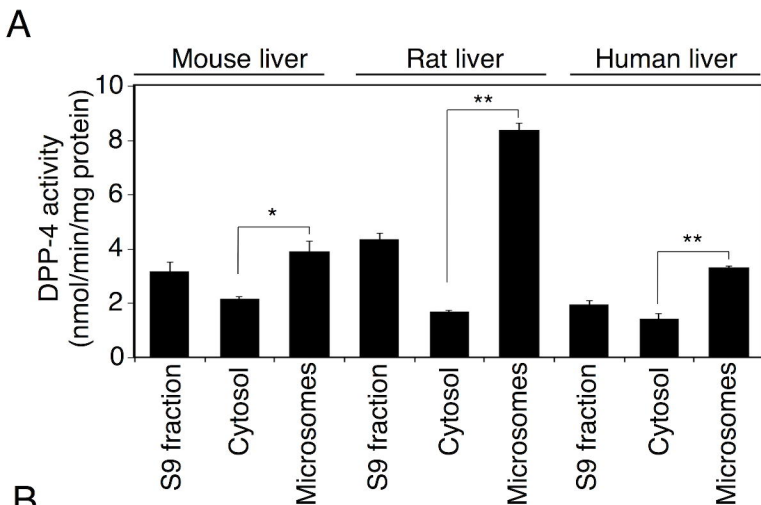 A
Mouse liver Rat liver Human liver
DPP-4 activity
(nmol/min/mg protein)
10
8
6
4
2
0
*
**
**
S9 fraction
Cytosol
Microsomes
S9 fraction
Cytosol
Microsomes
S9 fraction
Cytosol
Microsomes
B